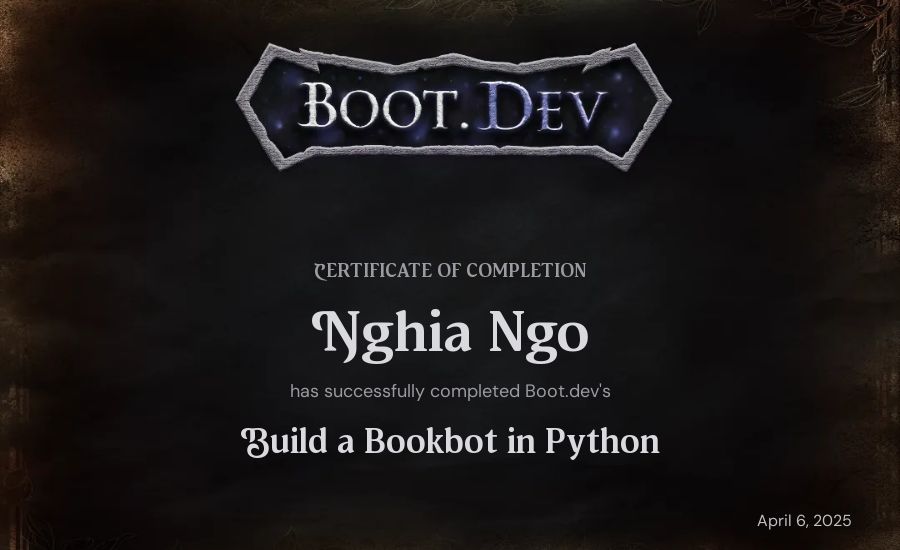 BOOT.DEV
CERTIFICATE OF COMPLETION
Nghia Ngo
has successfully completed Boot.dev's
Build a Bookbot in Python
April 6, 2025